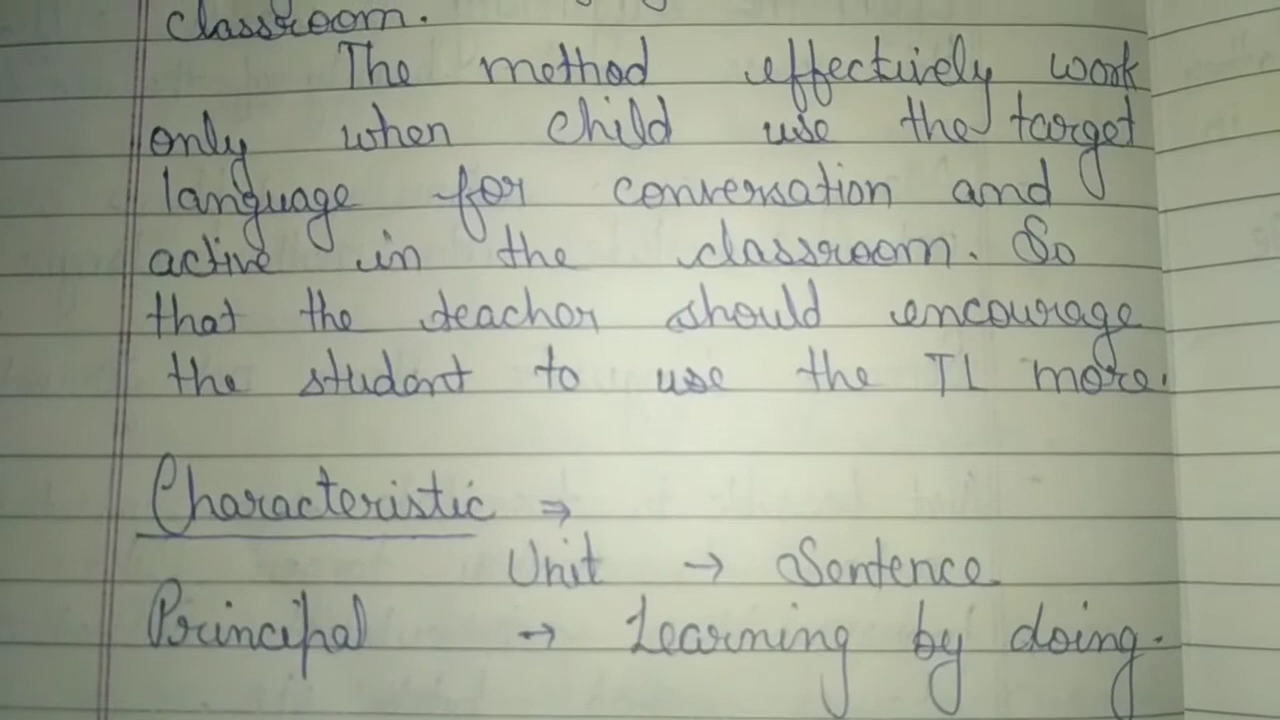 classroom.
The method effectively work
only when child use the target
language for conversation and
active in the classroom. So
that the teacher should encourage
the student to use the TL more.
Characteristic ⇒
Unit → Sentence
Principal → Learning by doing.